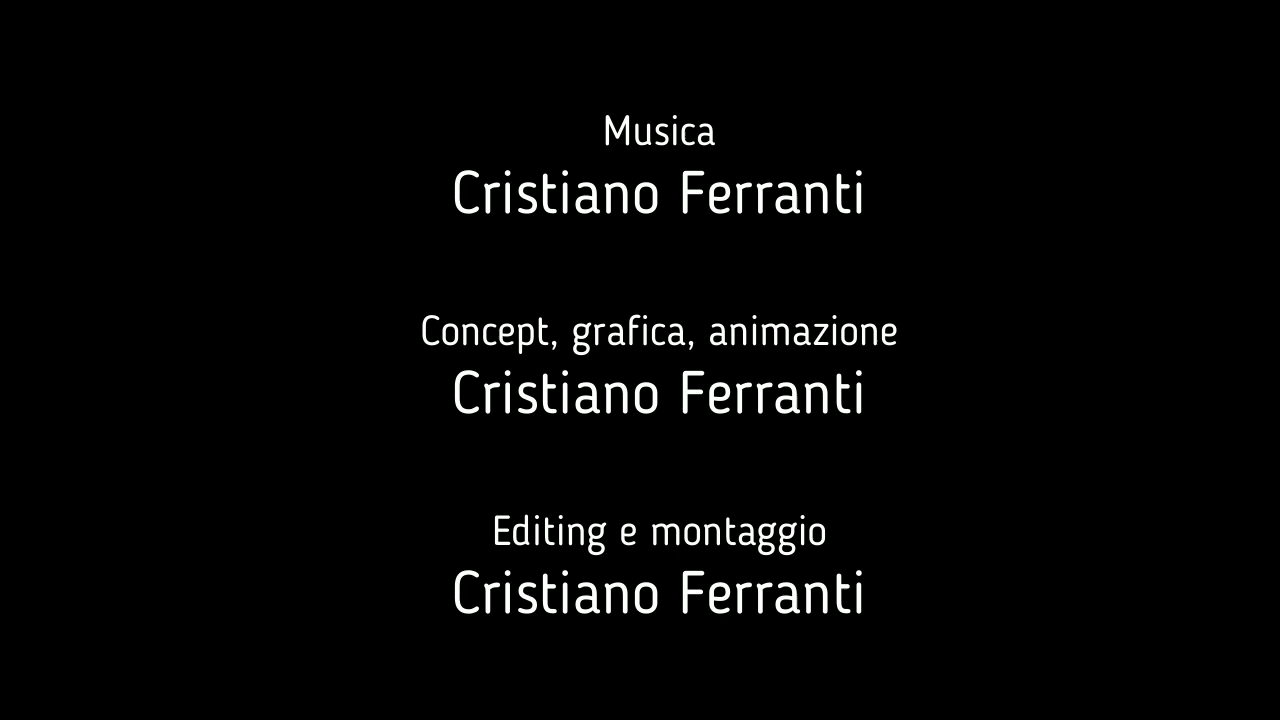 Musica
Cristiano Ferranti
Concept, grafica, animazione
Cristiano Ferranti
Editing e montaggio
Cristiano Ferranti